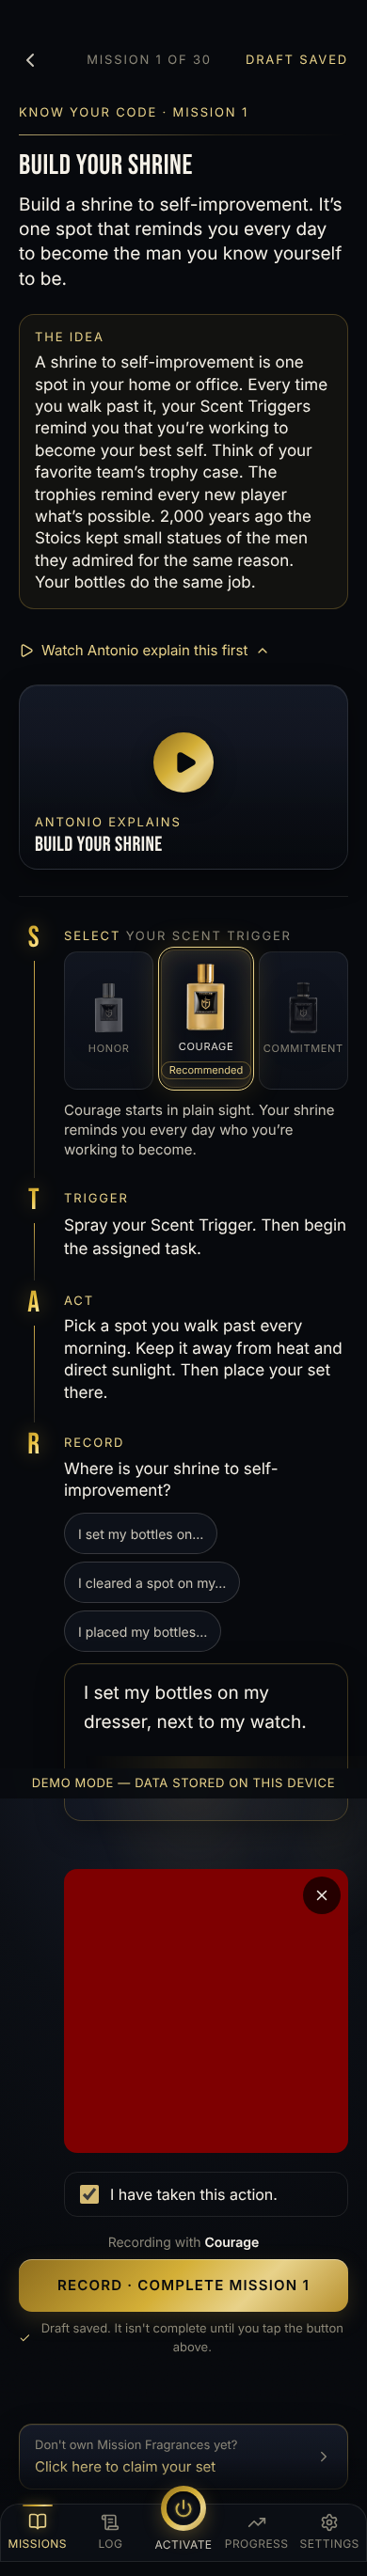 MISSION 1 OF 30 DRAFT SAVED
KNOW YOUR CODE · MISSION 1
BUILD YOUR SHRINE
Build a shrine to self-improvement. It’s
one spot that reminds you every day
to become the man you know yourself
to be.
THE IDEA
A shrine to self-improvement is one
spot in your home or office. Every time
you walk past it, your Scent Triggers
remind you that you’re working to
become your best self. Think of your
favorite team’s trophy case. The
trophies remind every new player
what’s possible. 2,000 years ago the
Stoics kept small statues of the men
they admired for the same reason.
Your bottles do the same job.
Watch Antonio explain this first
ANTONIO EXPLAINS
BUILD YOUR SHRINE
S
SELECT YOUR SCENT TRIGGER
HONOR
COURAGE
Recommended
COMMITMENT
Courage starts in plain sight. Your shrine
reminds you every day who you’re
working to become.
T
TRIGGER
Spray your Scent Trigger. Then begin
the assigned task.
A
ACT
Pick a spot you walk past every
morning. Keep it away from heat and
direct sunlight. Then place your set
there.
R
RECORD
Where is your shrine to self-
improvement?
I set my bottles on…
I cleared a spot on my…
I placed my bottles…
I set my bottles on my
dresser, next to my watch.
DEMO MODE — DATA STORED ON THIS DEVICE
I have taken this action.
Recording with Courage
RECORD · COMPLETE MISSION 1
Draft saved. It isn't complete until you tap the button
above.
Don't own Mission Fragrances yet?
Click here to claim your set
MISSIONS
LOG
ACTIVATE
PROGRESS
SETTINGS